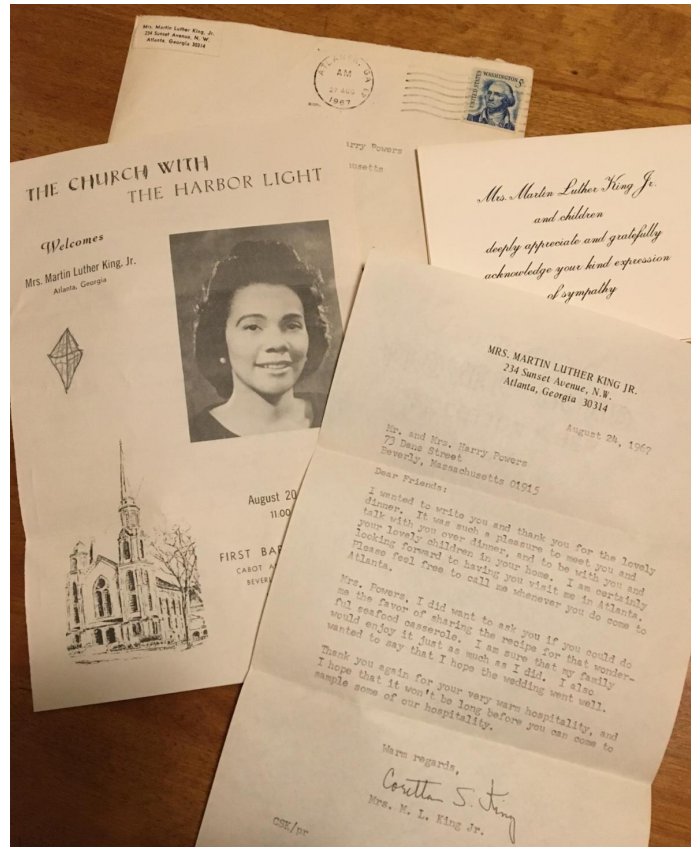 Mrs. Martin Luther King, Jr.
234 Sunset Avenue, N. W.
Atlanta, Georgia 30314
ATLANTA, GA
AM
27 AUG
1967
UNITED STATES
WASHINGTON 5c
arry Powers
usetts
THE CHURCH WITH
THE HARBOR LIGHT
Welcomes
Mrs. Martin Luther King, Jr.
Atlanta, Georgia
August 20
11:00
FIRST BAP
CABOT A
BEVER
Mrs. Martin Luther King Jr.
and children
deeply appreciate and gratefully
acknowledge your kind expression
of sympathy
MRS. MARTIN LUTHER KING JR.
234 Sunset Avenue, N.W.
Atlanta, Georgia 30314
August 24, 1967
Mr. and Mrs. Harry Powers
73 Dane Street
Beverly, Massachusetts 01915
Dear Friends:
I wanted to write you and thank you for the lovely
dinner. It was such a pleasure to meet you and
talk with you over dinner, and to be with you and
your lovely children in your home. I am certainly
looking forward to having you visit me in Atlanta.
Please feel free to call me whenever you do come to
Atlanta.
Mrs. Powers, I did want to ask you if you could do
me the favor of sharing the recipe for that wonder-
ful seafood casserole. I am sure that my family
would enjoy it just as much as I did. I also
wanted to say that I hope the wedding went well.
Thank you again for your very warm hospitality, and
I hope that it won't be long before you can come to
sample some of our hospitality.
Warm regards,
Coretta S. King
Mrs. M. L. King Jr.
CSK/pr